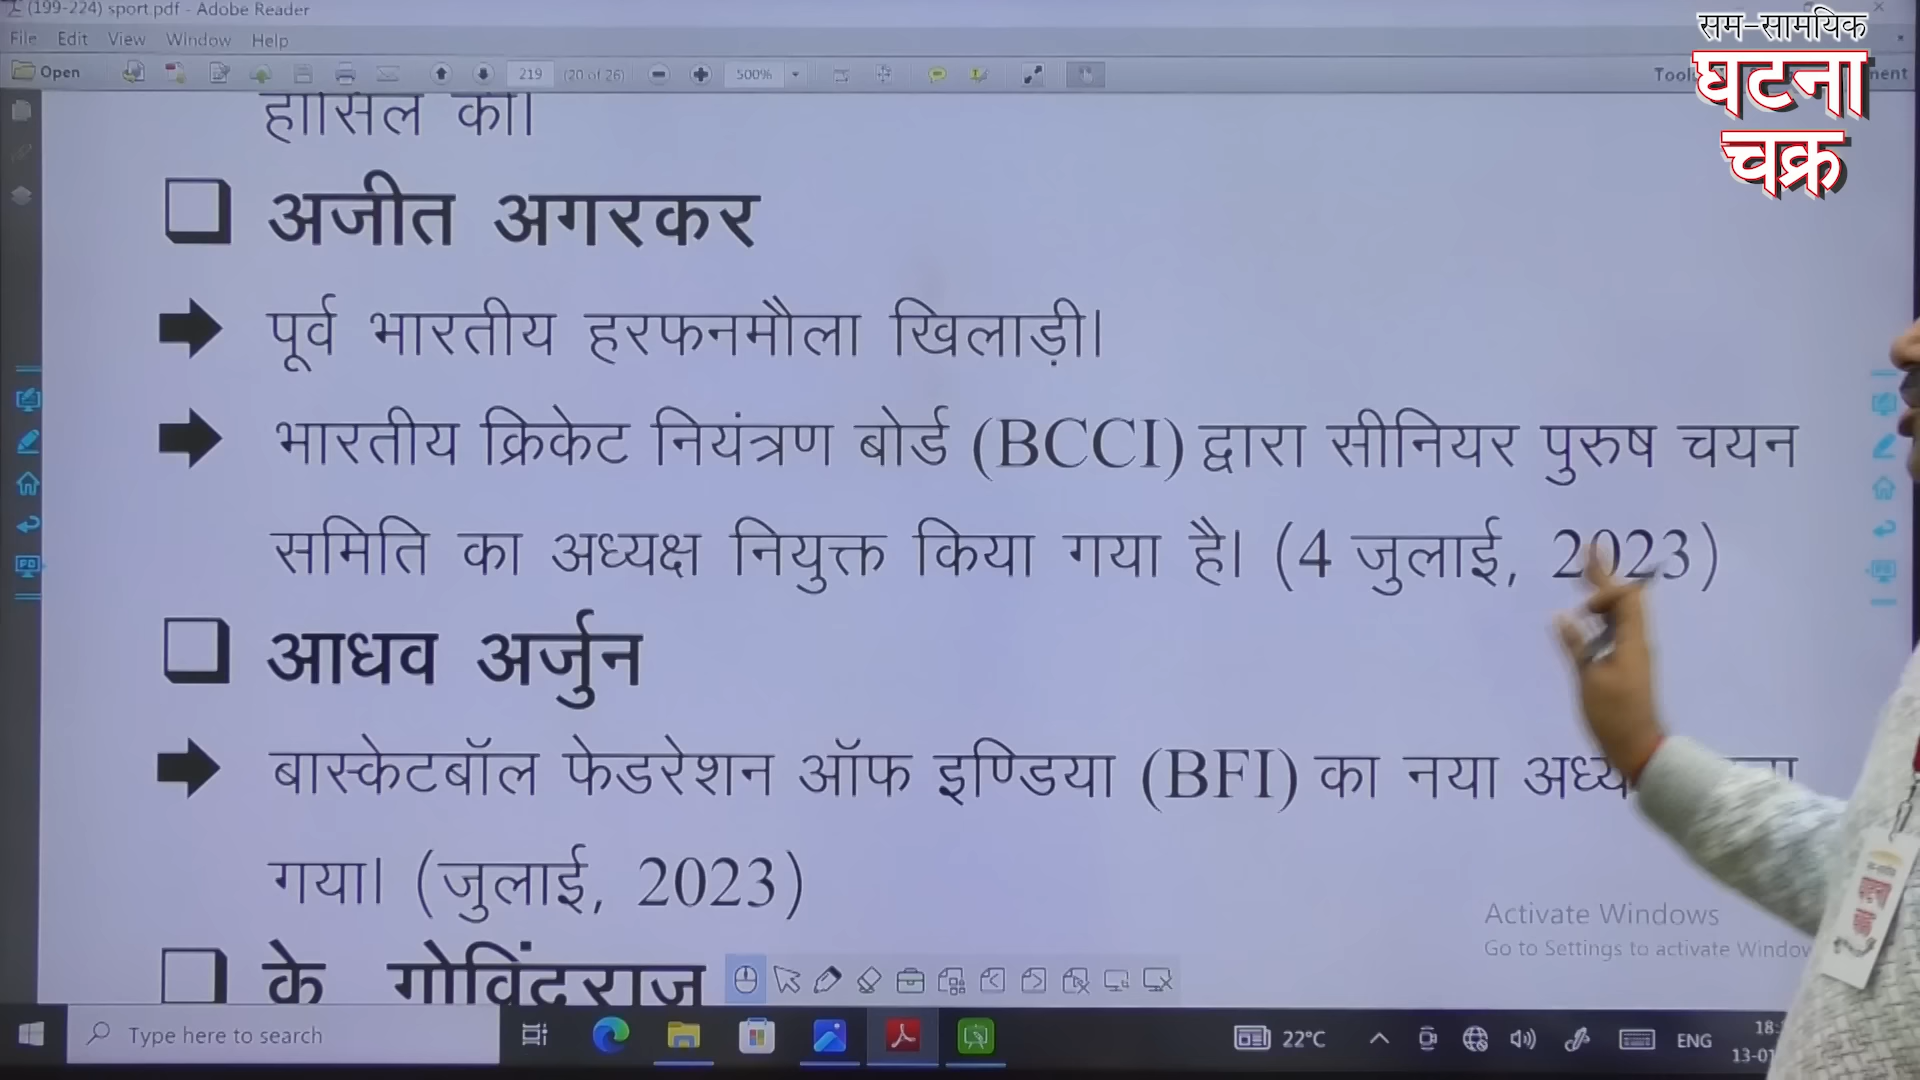 (199-224) sport.pdf - Adobe Reader
File Edit View Window Help
Open 219 (20 of 26) 500%
सम-सामयिक
घटना
चक्र
हासिल की।
अजीत अगरकर
पूर्व भारतीय हरफनमौला खिलाड़ी।
भारतीय क्रिकेट नियंत्रण बोर्ड (BCCI) द्वारा सीनियर पुरुष चयन
समिति का अध्यक्ष नियुक्त किया गया है। (4 जुलाई, 2023)
आधव अर्जुन
बास्केटबॉल फेडरेशन ऑफ इण्डिया (BFI) का नया
गया। (जुलाई, 2023)
के गोविंदराज
Activate Windows
Go to Settings to activate
Type here to search
22°C
ENG